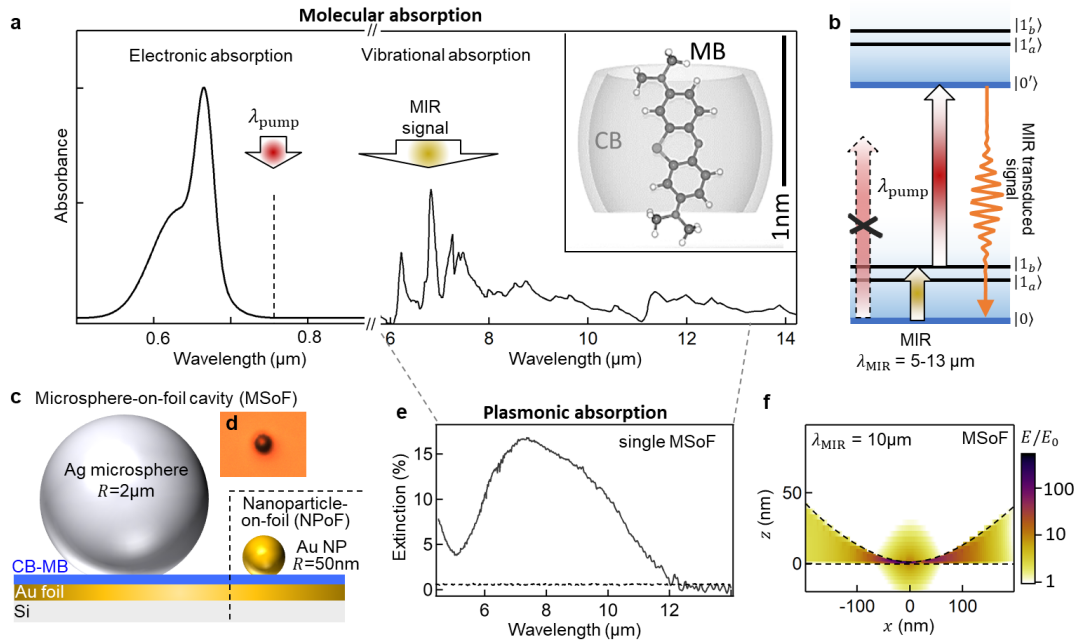 Molecular absorption
a
Electronic absorption
Vibrational absorption
λpump
MIR
signal
MB
CB
1nm
Absorbance
0.6
0.8
6
8
10
12
14
Wavelength (µm)
Wavelength (µm)
b
|1′b⟩
|1′a⟩
|0′⟩
λpump
MIR transduced
signal
|1b⟩
|1a⟩
|0⟩
MIR
λMIR = 5-13 µm
c
Microsphere-on-foil cavity (MSoF)
d
Ag microsphere
R=2µm
Nanoparticle-
on-foil (NPoF)
Au NP
R=50nm
CB-MB
Au foil
Si
e
Plasmonic absorption
single MSoF
Extinction (%)
15
10
5
0
6
8
10
12
Wavelength (µm)
f
λMIR = 10µm
MSoF
E/E0
100
10
1
z (nm)
50
0
-100
0
100
x (nm)